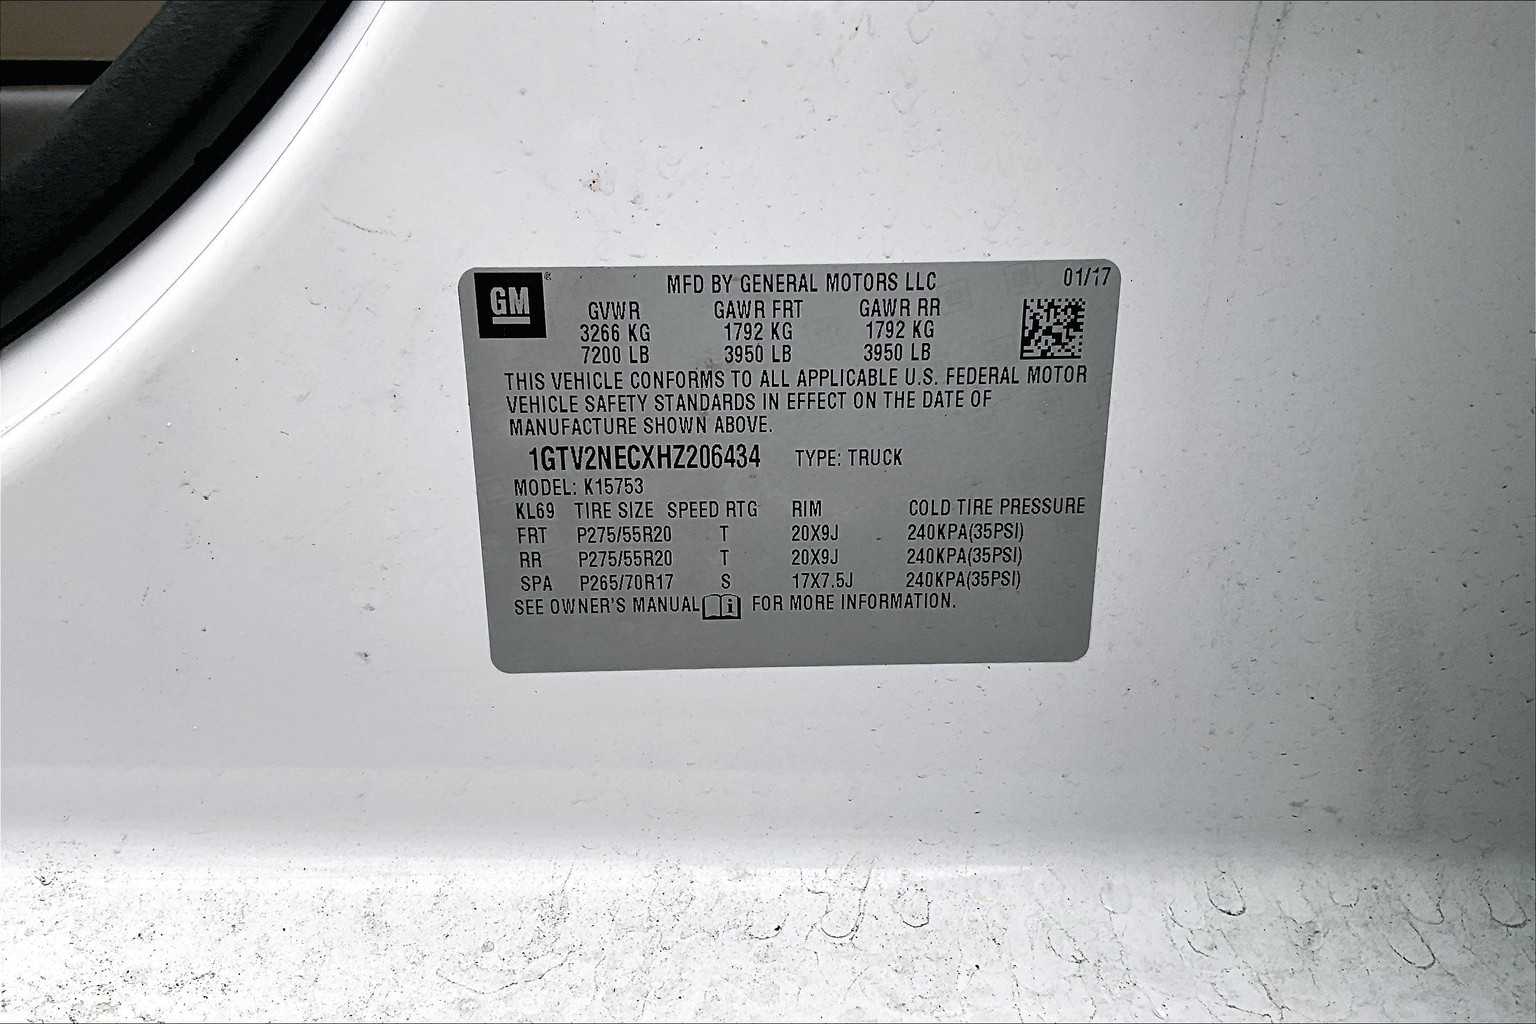 GM ® MFD BY GENERAL MOTORS LLC 01/17
GVWR GAWR FRT GAWR RR
3266 KG 1792 KG 1792 KG
7200 LB 3950 LB 3950 LB
THIS VEHICLE CONFORMS TO ALL APPLICABLE U.S. FEDERAL MOTOR
VEHICLE SAFETY STANDARDS IN EFFECT ON THE DATE OF
MANUFACTURE SHOWN ABOVE.
1GTV2NECXHZ206434 TYPE: TRUCK
MODEL: K15753
KL69 TIRE SIZE SPEED RTG RIM COLD TIRE PRESSURE
FRT P275/55R20 T 20X9J 240KPA(35PSI)
RR P275/55R20 T 20X9J 240KPA(35PSI)
SPA P265/70R17 S 17X7.5J 240KPA(35PSI)
SEE OWNER'S MANUAL i FOR MORE INFORMATION.